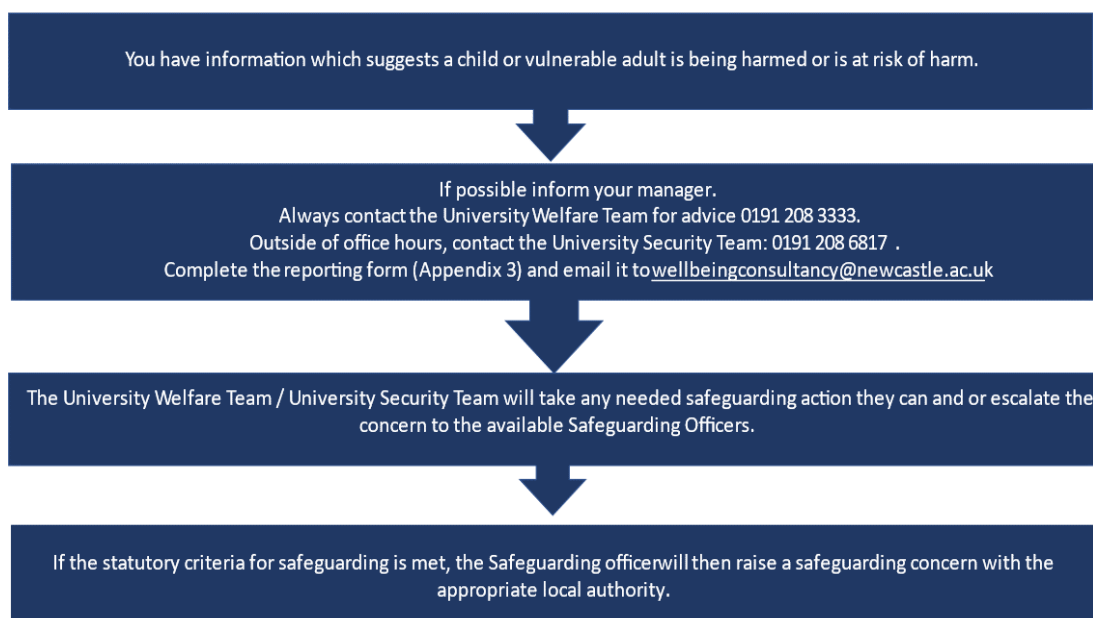 You have information which suggests a child or vulnerable adult is being harmed or is at risk of harm.
If possible inform your manager.
Always contact the University Welfare Team for advice 0191 208 3333.
Outside of office hours, contact the University Security Team: 0191 208 6817 .
Complete the reporting form (Appendix 3) and email it to wellbeingconsultancy@newcastle.ac.uk
The University Welfare Team / University Security Team will take any needed safeguarding action they can and or escalate the
concern to the available Safeguarding Officers.
If the statutory criteria for safeguarding is met, the Safeguarding officerwill then raise a safeguarding concern with the
appropriate local authority.